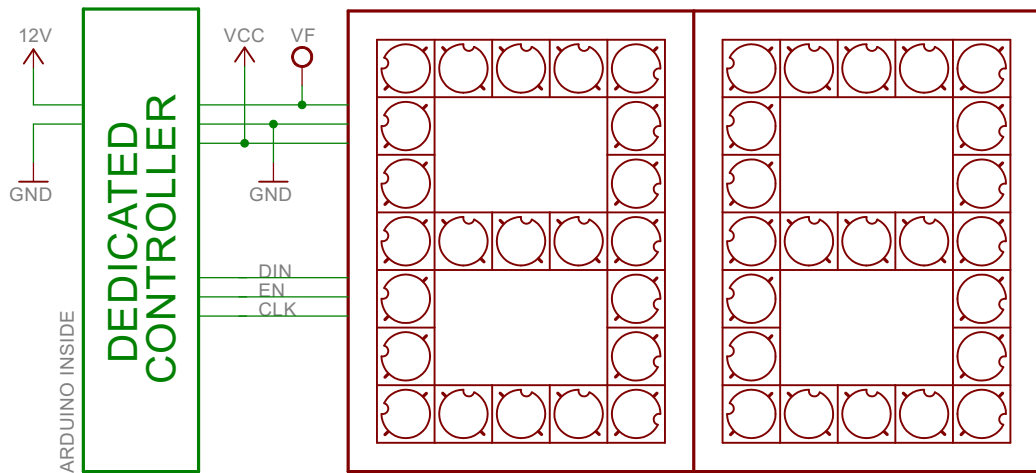 12V
VCC
VF
GND
GND
DEDICATED
CONTROLLER
DIN
EN
CLK
ARDUINO INSIDE